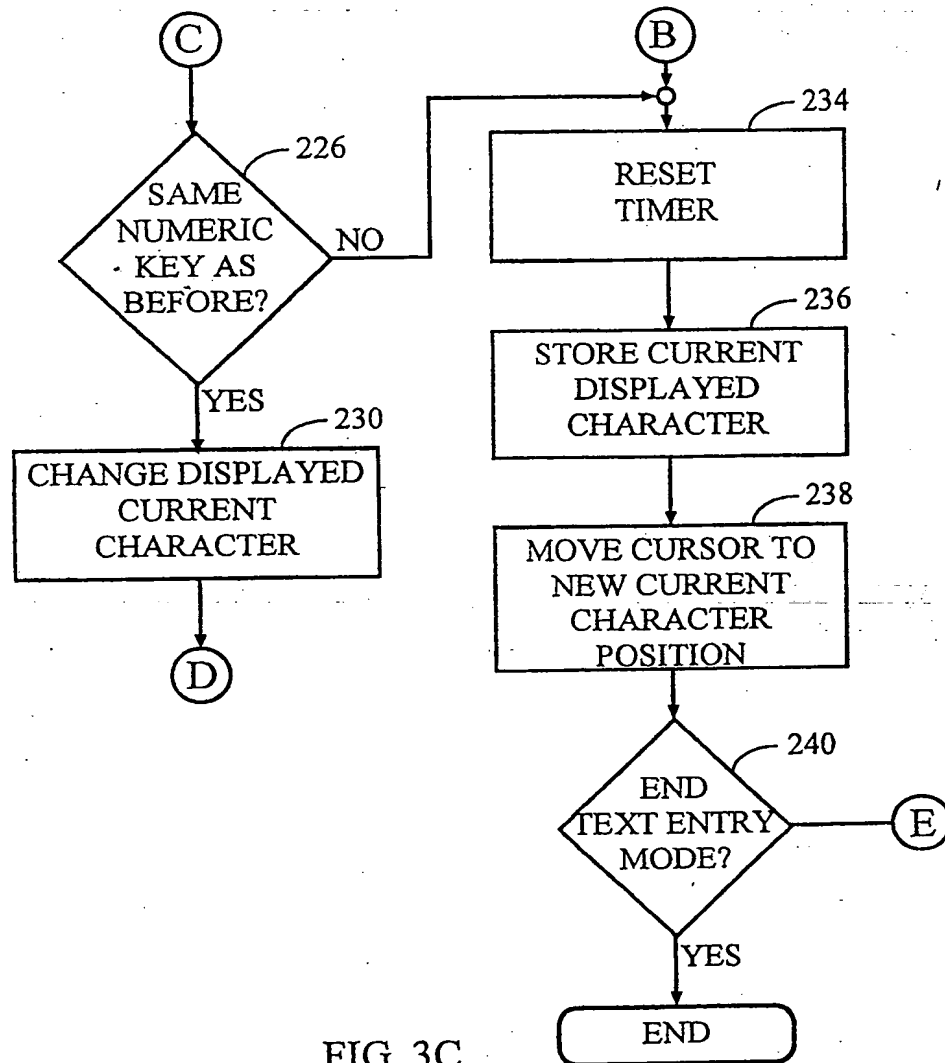 C
226
SAME
NUMERIC
KEY AS
BEFORE?
NO
YES
230
CHANGE DISPLAYED
CURRENT
CHARACTER
D
B
234
RESET
TIMER
236
STORE CURRENT
DISPLAYED
CHARACTER
238
MOVE CURSOR TO
NEW CURRENT
CHARACTER
POSITION
240
END
TEXT ENTRY
MODE?
E
YES
END
FIG. 3C